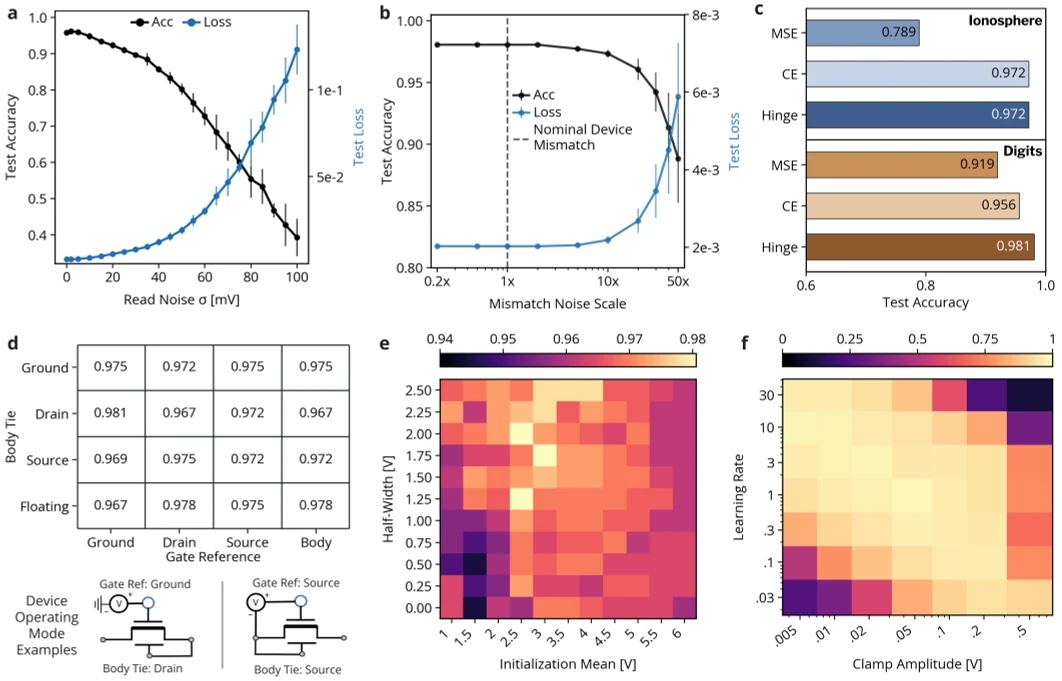 a
Acc
Loss
1.0
0.9
0.8
0.7
0.6
0.5
0.4
Test Accuracy
1e-1
5e-2
Test Loss
0
20
40
60
80
100
Read Noise σ [mV]
b
1.00
0.95
0.90
0.85
0.80
Test Accuracy
Acc
Loss
Nominal Device
Mismatch
8e-3
6e-3
4e-3
2e-3
Test Loss
0.2x
1x
10x
50x
Mismatch Noise Scale
c
Ionosphere
MSE
0.789
CE
0.972
Hinge
0.972
Digits
MSE
0.919
CE
0.956
Hinge
0.981
0.6
0.8
1.0
Test Accuracy
d
Body Tie
Ground 0.975 0.972 0.975 0.975
Drain 0.981 0.967 0.972 0.967
Source 0.969 0.975 0.972 0.972
Floating 0.967 0.978 0.975 0.978
Ground Drain Source Body
Gate Reference
Device
Operating
Mode
Examples
Gate Ref: Ground
V
+
Body Tie: Drain
Gate Ref: Source
V
+
−
Body Tie: Source
e
0.94 0.95 0.96 0.97 0.98
Half-Width [V]
2.50
2.25
2.00
1.75
1.50
1.25
1.00
0.75
0.50
0.25
0.00
1 1.5 2 2.5 3 3.5 4 4.5 5 5.5 6
Initialization Mean [V]
f
0 0.25 0.5 0.75 1
Learning Rate
30
10
3
1
.3
.1
.03
.005 .01 .02 .05 .1 .2 .5
Clamp Amplitude [V]